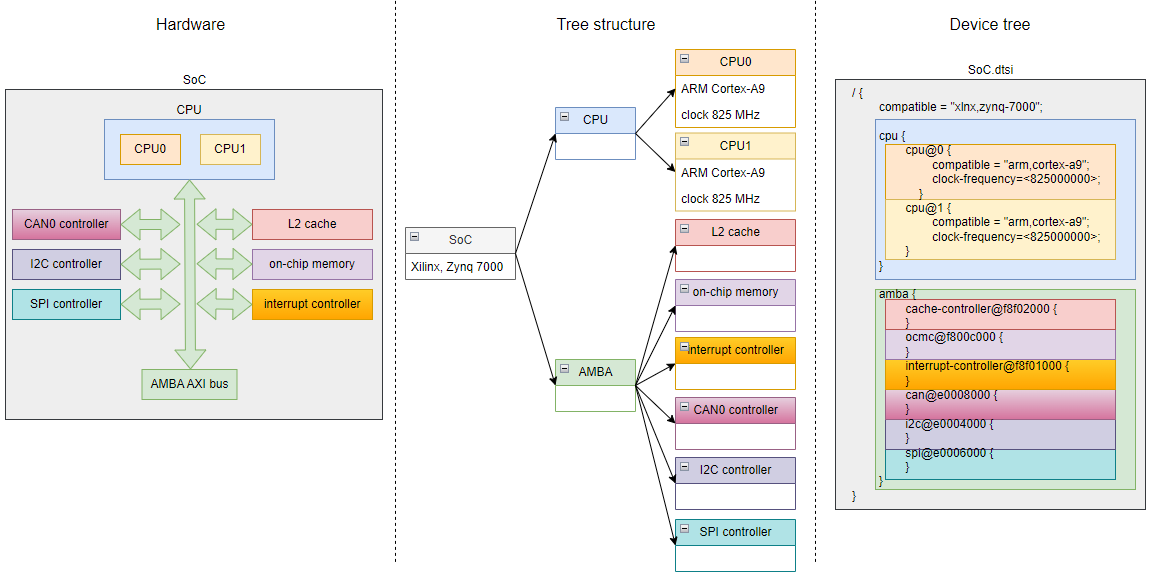 Hardware
SoC
CPU
CPU0
CPU1
CAN0 controller
L2 cache
I2C controller
on-chip memory
SPI controller
interrupt controller
AMBA AXI bus
Tree structure
SoC
Xilinx, Zynq 7000
CPU
AMBA
CPU0
ARM Cortex-A9
clock 825 MHz
CPU1
ARM Cortex-A9
clock 825 MHz
L2 cache
on-chip memory
interrupt controller
CAN0 controller
I2C controller
SPI controller
Device tree
SoC.dtsi
/ {
compatible = "xlnx,zynq-7000";
cpu {
cpu@0 {
compatible = "arm,cortex-a9";
clock-frequency=<825000000>;
}
cpu@1 {
compatible = "arm,cortex-a9";
clock-frequency=<825000000>;
}
}
amba {
cache-controller@f8f02000 {
}
ocmc@f800c000 {
}
interrupt-controller@f8f01000 {
}
can@e0008000 {
}
i2c@e0004000 {
}
spi@e0006000 {
}
}
}